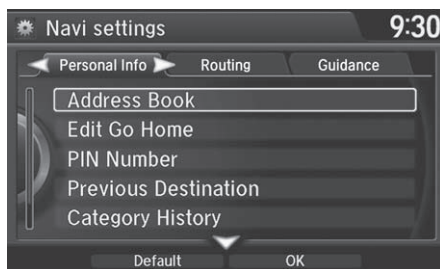 Navi settings 9:30
Personal Info Routing Guidance
Address Book
Edit Go Home
PIN Number
Previous Destination
Category History
Default OK